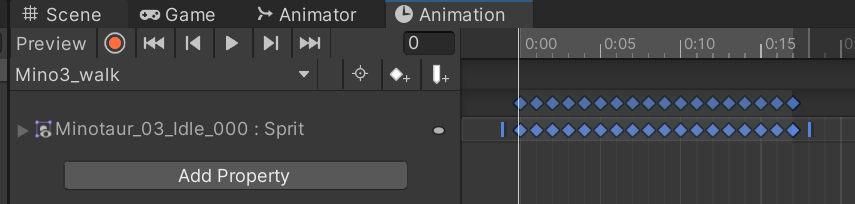 Scene Game Animator Animation
Preview 0 0:00 0:05 0:10 0:15
Mino3_walk
Minotaur_03_Idle_000 : Sprit
Add Property